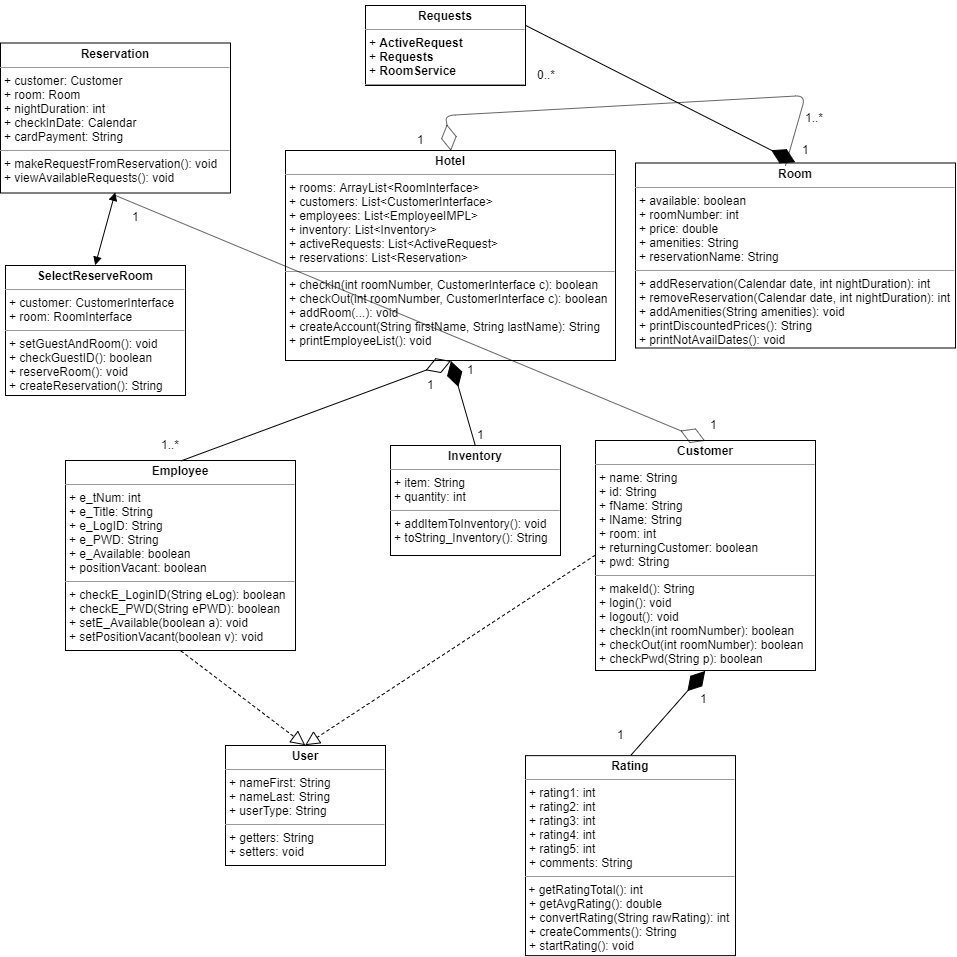 Requests
+ ActiveRequest
+ Requests
+ RoomService
0..*
Reservation
+ customer: Customer
+ room: Room
+ nightDuration: int
+ checkInDate: Calendar
+ cardPayment: String
+ makeRequestFromReservation(): void
+ viewAvailableRequests(): void
1
1
1..*
1
Hotel
+ rooms: ArrayList<RoomInterface>
+ customers: List<CustomerInterface>
+ employees: List<EmployeeIMPL>
+ inventory: List<Inventory>
+ activeRequests: List<ActiveRequest>
+ reservations: List<Reservation>
+ checkIn(int roomNumber, CustomerInterface c): boolean
+ checkOut(int roomNumber, CustomerInterface c): boolean
+ addRoom(...): void
+ createAccount(String firstName, String lastName): String
+ printEmployeeList(): void
Room
+ available: boolean
+ roomNumber: int
+ price: double
+ amenities: String
+ reservationName: String
+ addReservation(Calendar date, int nightDuration): int
+ removeReservation(Calendar date, int nightDuration): int
+ addAmenities(String amenities): void
+ printDiscountedPrices(): String
+ printNotAvailDates(): void
SelectReserveRoom
+ customer: CustomerInterface
+ room: RoomInterface
+ setGuestAndRoom(): void
+ checkGuestID(): boolean
+ reserveRoom(): void
+ createReservation(): String
1
1
1..*
1
1
Employee
+ e_tNum: int
+ e_Title: String
+ e_LogID: String
+ e_PWD: String
+ e_Available: boolean
+ positionVacant: boolean
+ checkE_LoginID(String eLog): boolean
+ checkE_PWD(String ePWD): boolean
+ setE_Available(boolean a): void
+ setPositionVacant(boolean v): void
Inventory
+ item: String
+ quantity: int
+ addItemToInventory(): void
+ toString_Inventory(): String
Customer
+ name: String
+ id: String
+ fName: String
+ lName: String
+ room: int
+ returningCustomer: boolean
+ pwd: String
+ makeId(): String
+ login(): void
+ logout(): void
+ checkIn(int roomNumber): boolean
+ checkOut(int roomNumber): boolean
+ checkPwd(String p): boolean
1
1
User
+ nameFirst: String
+ nameLast: String
+ userType: String
+ getters: String
+ setters: void
Rating
+ rating1: int
+ rating2: int
+ rating3: int
+ rating4: int
+ rating5: int
+ comments: String
+ getRatingTotal(): int
+ getAvgRating(): double
+ convertRating(String rawRating): int
+ createComments(): String
+ startRating(): void